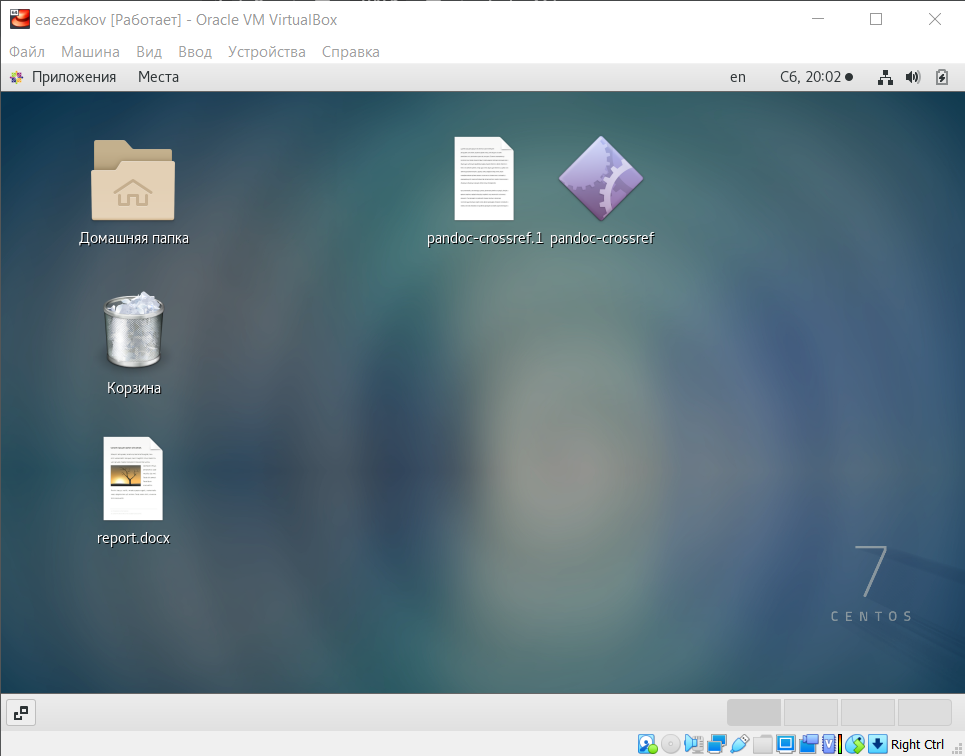 eaezdakov [Работает] - Oracle VM VirtualBox
Файл Машина Вид Ввод Устройства Справка
Приложения Места en Сб, 20:02
pandoc-crossref.1 pandoc-crossref
Домашняя папка
Корзина
report.docx
7
CENTOS
Right Ctrl